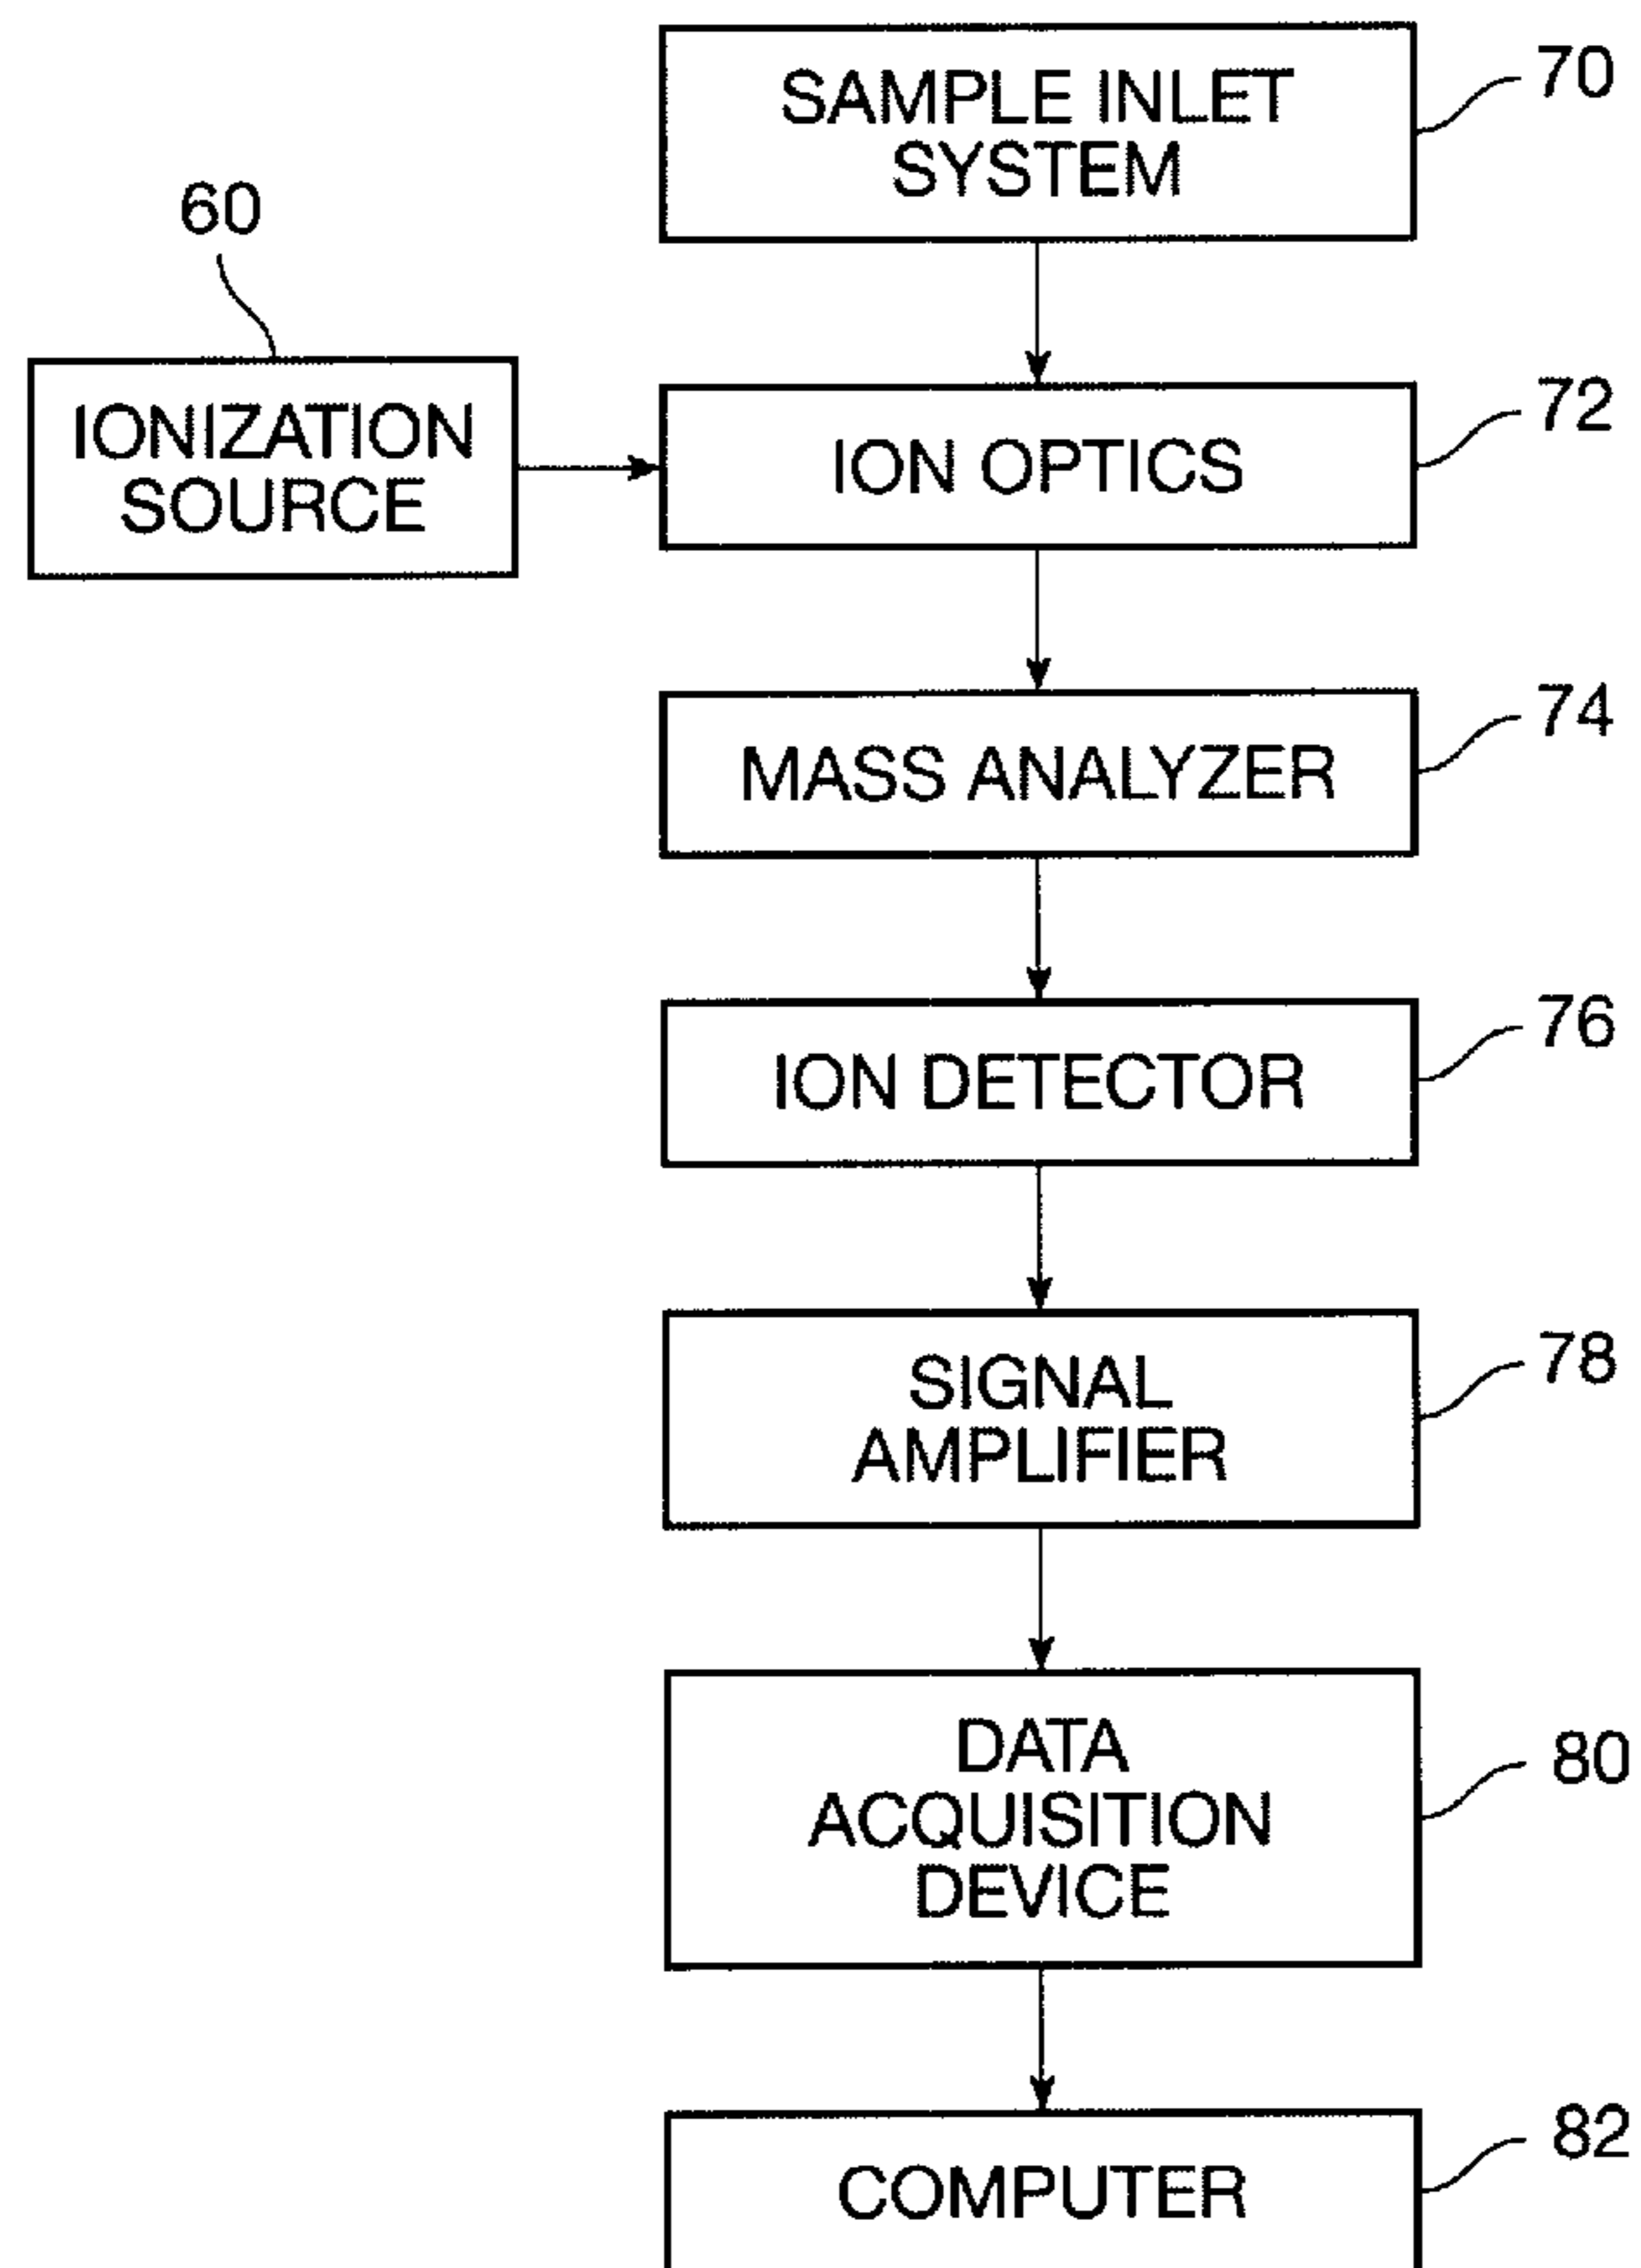 SAMPLE INLET
SYSTEM
70
60
IONIZATION
SOURCE
ION OPTICS
72
MASS ANALYZER
74
ION DETECTOR
76
SIGNAL
AMPLIFIER
78
DATA
ACQUISITION
DEVICE
80
COMPUTER
82